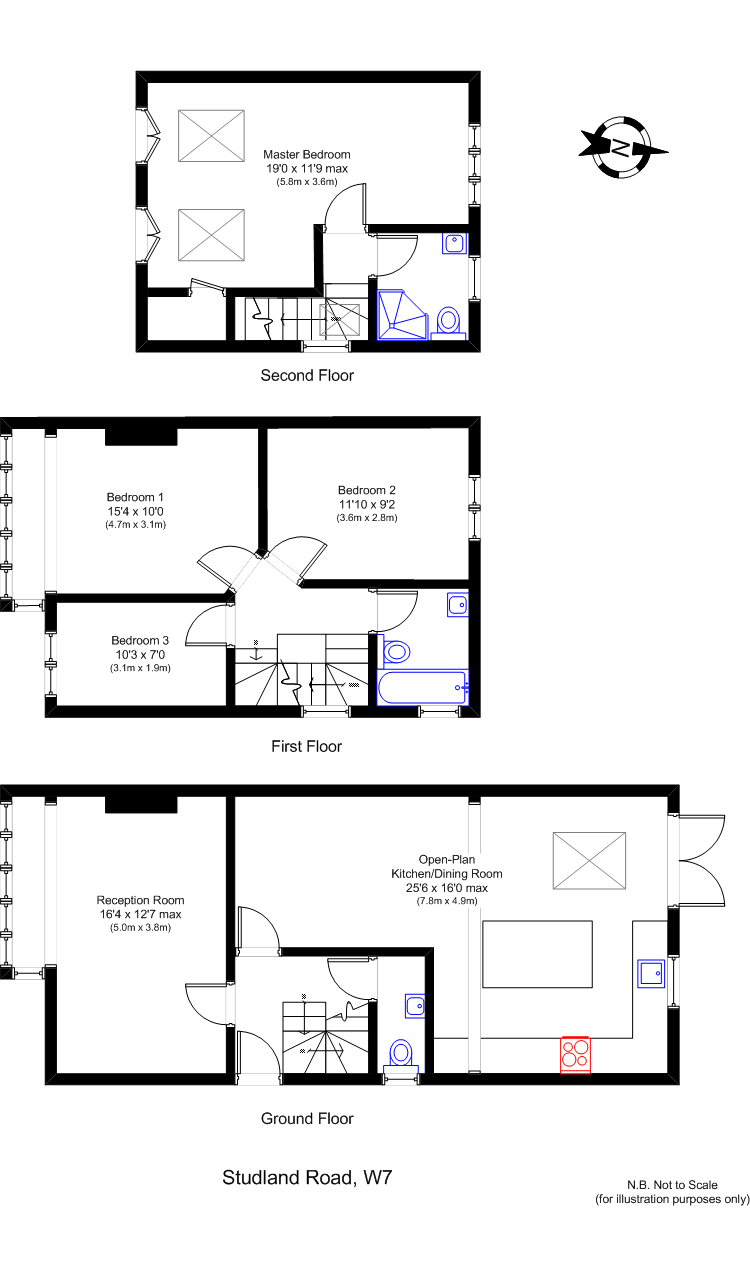 Master Bedroom
19'0 x 11'9 max
(5.8m x 3.6m)
N
Second Floor
Bedroom 1
15'4 x 10'0
(4.7m x 3.1m)
Bedroom 2
11'10 x 9'2
(3.6m x 2.8m)
Bedroom 3
10'3 x 7'0
(3.1m x 1.9m)
First Floor
Reception Room
16'4 x 12'7 max
(5.0m x 3.8m)
Open-Plan
Kitchen/Dining Room
25'6 x 16'0 max
(7.8m x 4.9m)
Ground Floor
Studland Road, W7
N.B. Not to Scale
(for illustration purposes only)